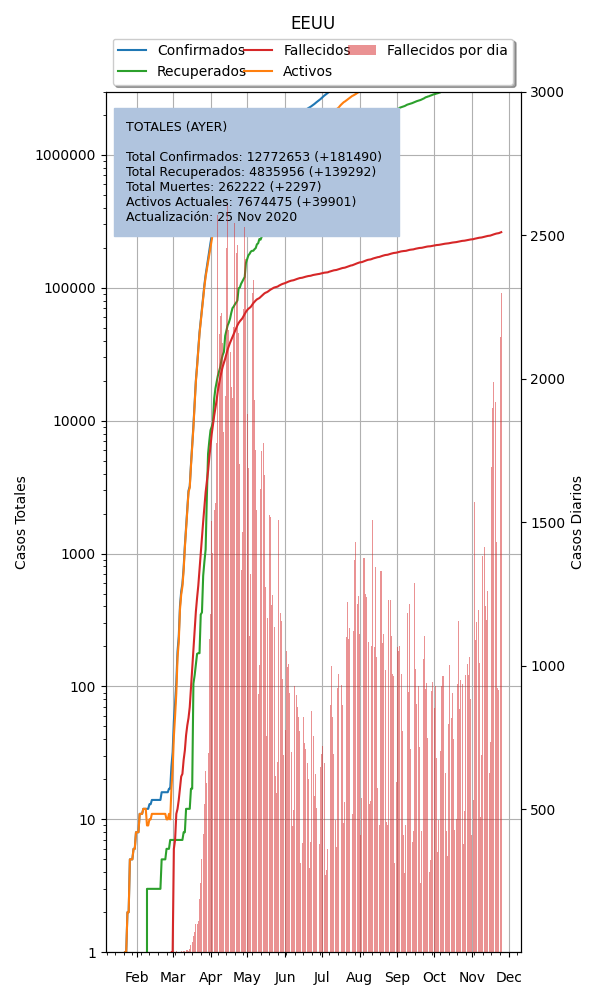 EEUU
Confirmados Fallecidos Fallecidos por dia
Recuperados Activos
TOTALES (AYER)
Total Confirmados: 12772653 (+181490)
Total Recuperados: 4835956 (+139292)
Total Muertes: 262222 (+2297)
Activos Actuales: 7674475 (+39901)
Actualización: 25 Nov 2020
Casos Totales
1000000
100000
10000
1000
100
10
1
3000
2500
2000
1500
1000
500
Casos Diarios
Feb Mar Apr May Jun Jul Aug Sep Oct Nov Dec